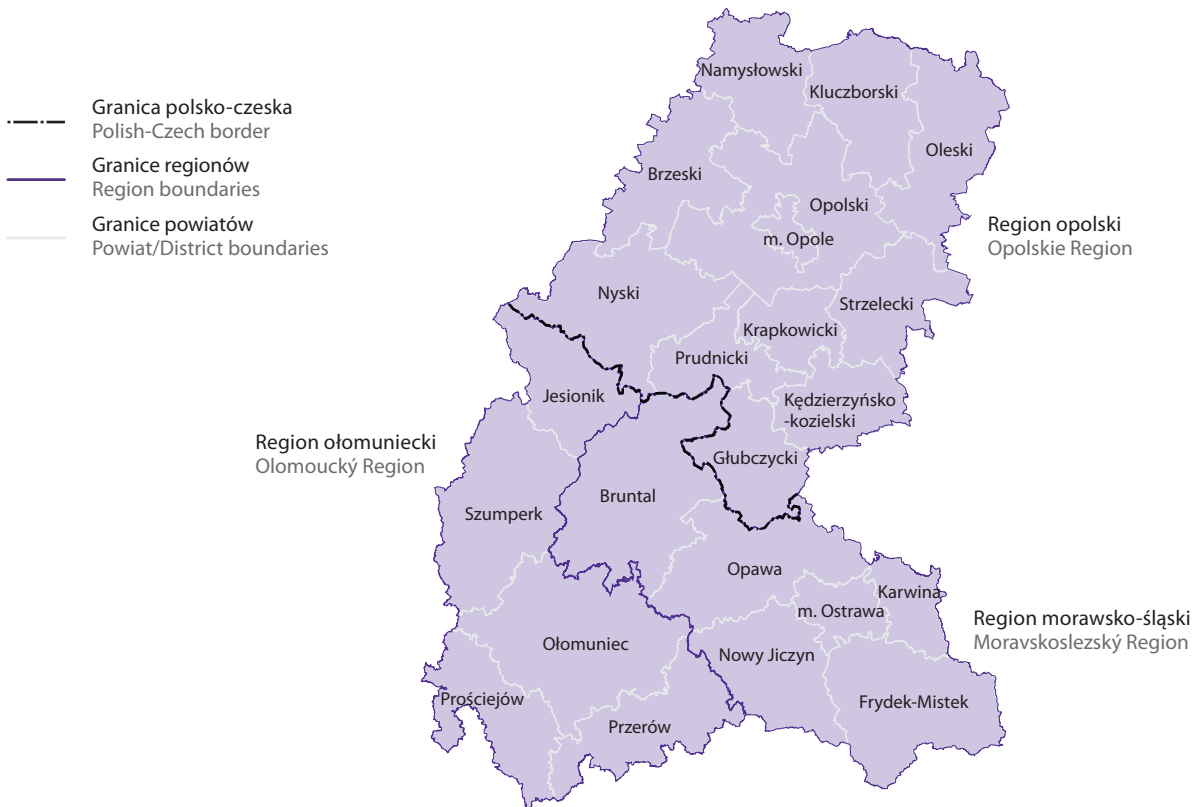 Granica polsko-czeska
Polish-Czech border
Granice regionów
Region boundaries
Granice powiatów
Powiat/District boundaries
Namysłowski
Kluczborski
Oleski
Brzeski
Opolski
m. Opole
Region opolski
Opolskie Region
Nyski
Strzelecki
Krapkowicki
Prudnicki
Jesionik
Kędzierzyńsko
-kozielski
Region ołomuniecki
Olomoucký Region
Głubczycki
Bruntal
Szumperk
Opawa
Karwina
m. Ostrawa
Region morawsko-śląski
Moravskoslezský Region
Ołomuniec
Nowy Jiczyn
Prościejów
Frydek-Mistek
Przerów